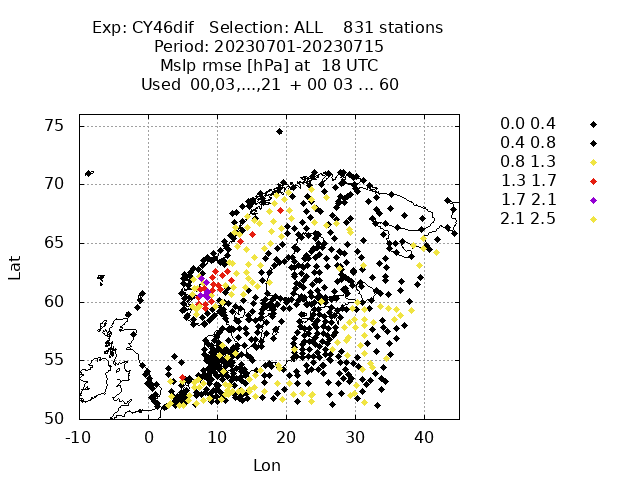 Exp: CY46dif Selection: ALL 831 stations
Period: 20230701-20230715
Mslp rmse [hPa] at 18 UTC
Used 00,03,...,21 + 00 03 ... 60
75
70
65
60
55
50
-10 0 10 20 30 40
Lat
Lon
0.0 0.4
0.4 0.8
0.8 1.3
1.3 1.7
1.7 2.1
2.1 2.5